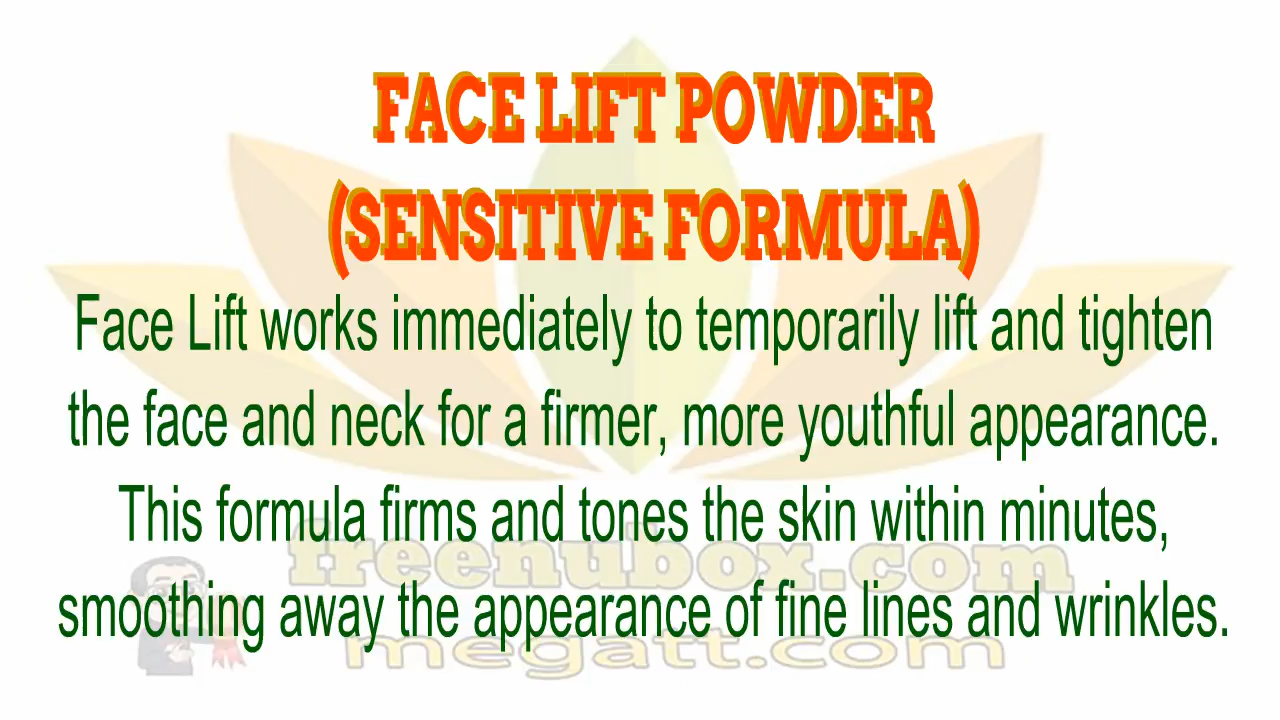 FACE LIFT POWDER
(SENSITIVE FORMULA)
Face Lift works immediately to temporarily lift and tighten
the face and neck for a firmer, more youthful appearance.
This formula firms and tones the skin within minutes,
freenubox.com
smoothing away the appearance of fine lines and wrinkles.
megatt.com